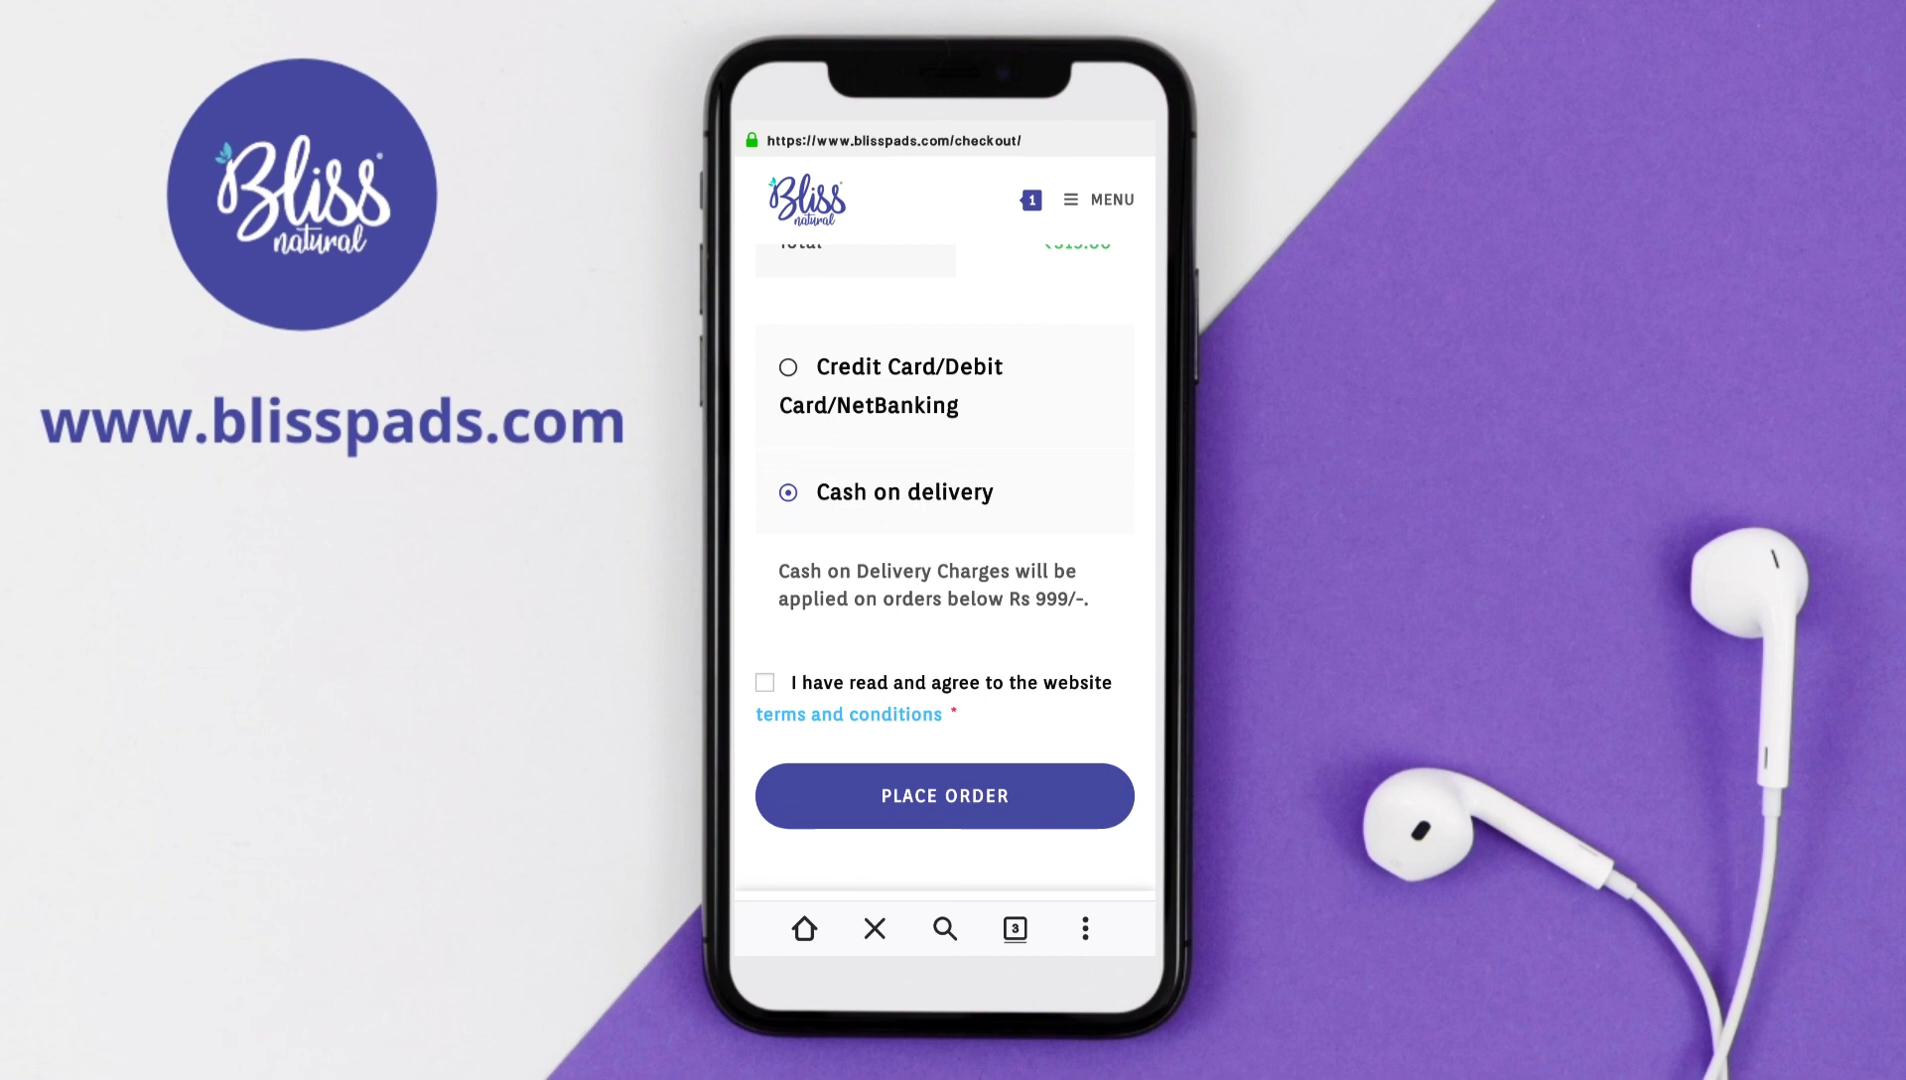 Bliss
natural
www.blisspads.com
https://www.blisspads.com/checkout/
Bliss
natural
1
MENU
Total
Credit Card/Debit
Card/NetBanking
Cash on delivery
Cash on Delivery Charges will be
applied on orders below Rs 999/-.
I have read and agree to the website
terms and conditions *
PLACE ORDER
3